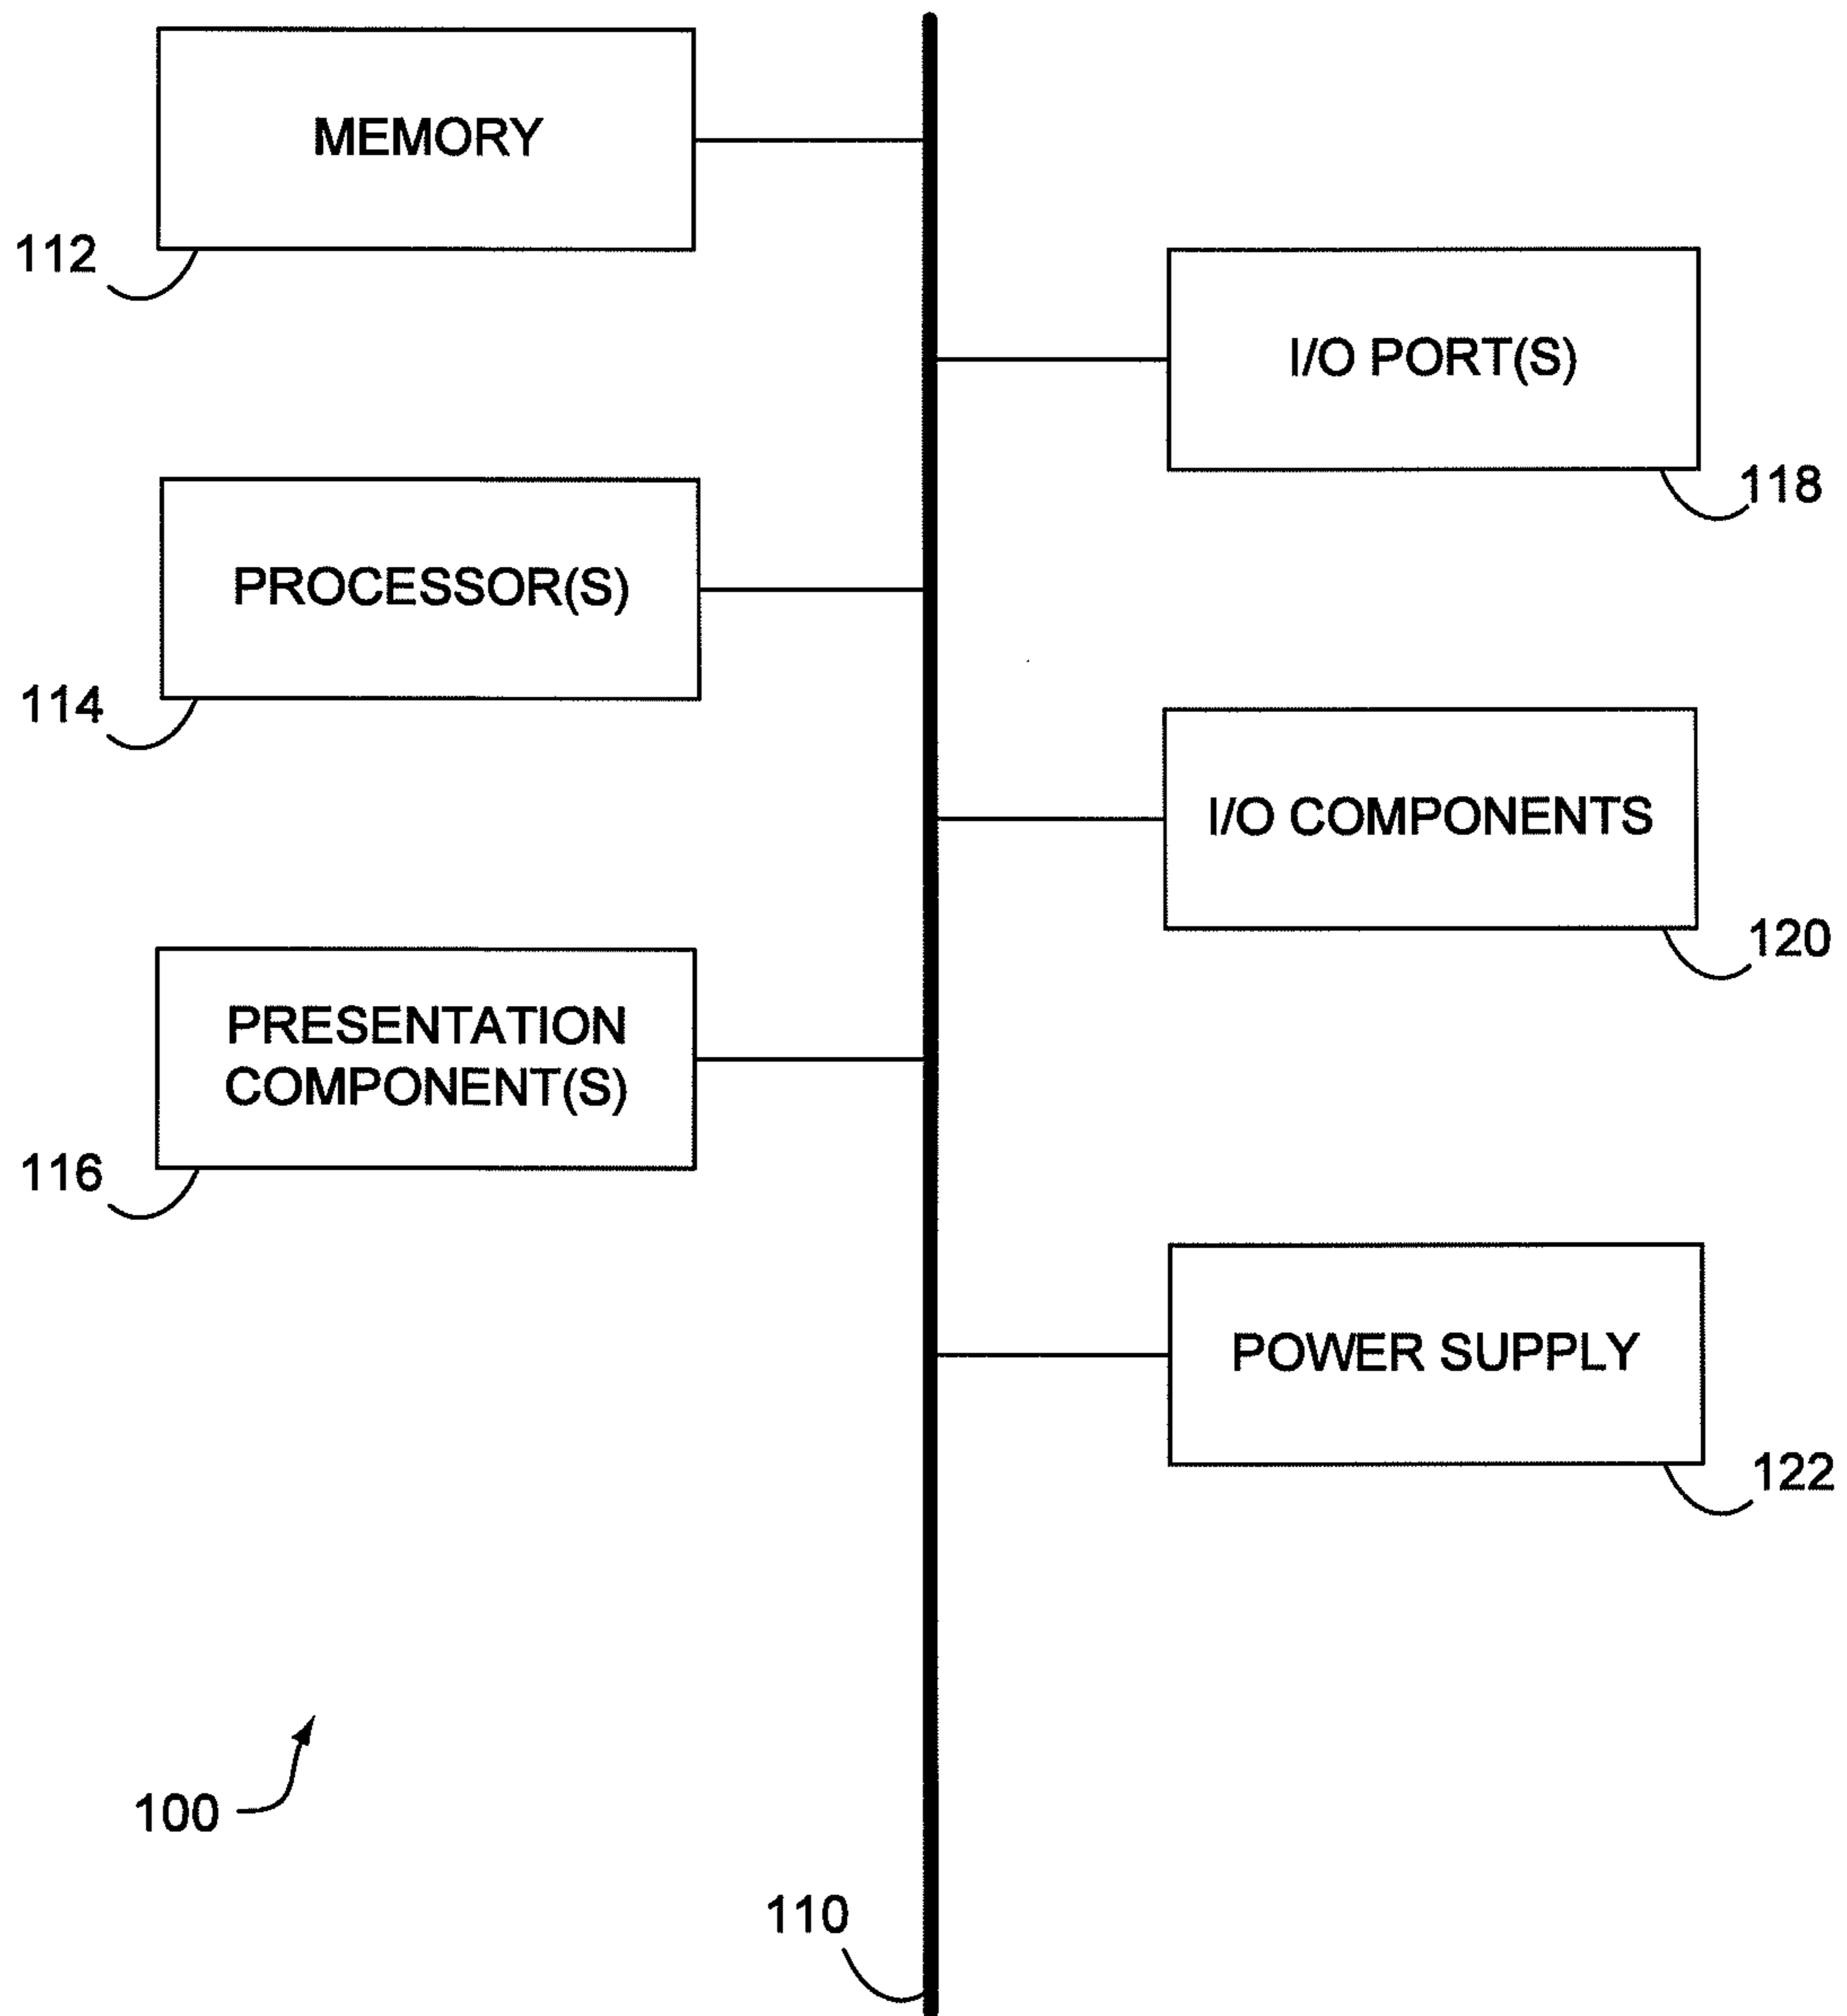 MEMORY
112
I/O PORT(S)
118
PROCESSOR(S)
114
I/O COMPONENTS
120
PRESENTATION
COMPONENT(S)
116
POWER SUPPLY
122
100
110